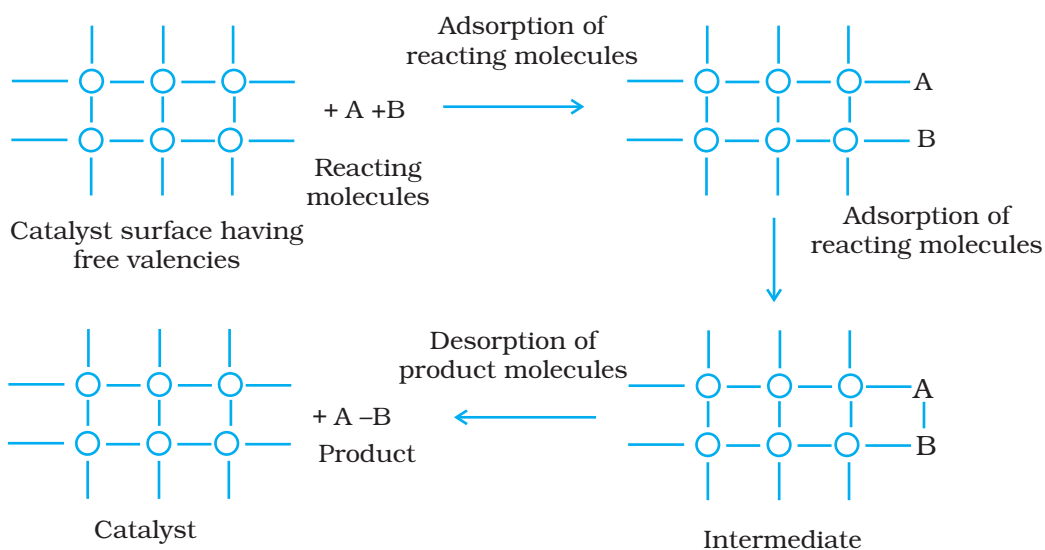 Adsorption of
reacting molecules
+ A +B
A
B
Reacting
molecules
Catalyst surface having
free valencies
Adsorption of
reacting molecules
Desorption of
product molecules
+ A –B
Product
A
B
Catalyst
Intermediate